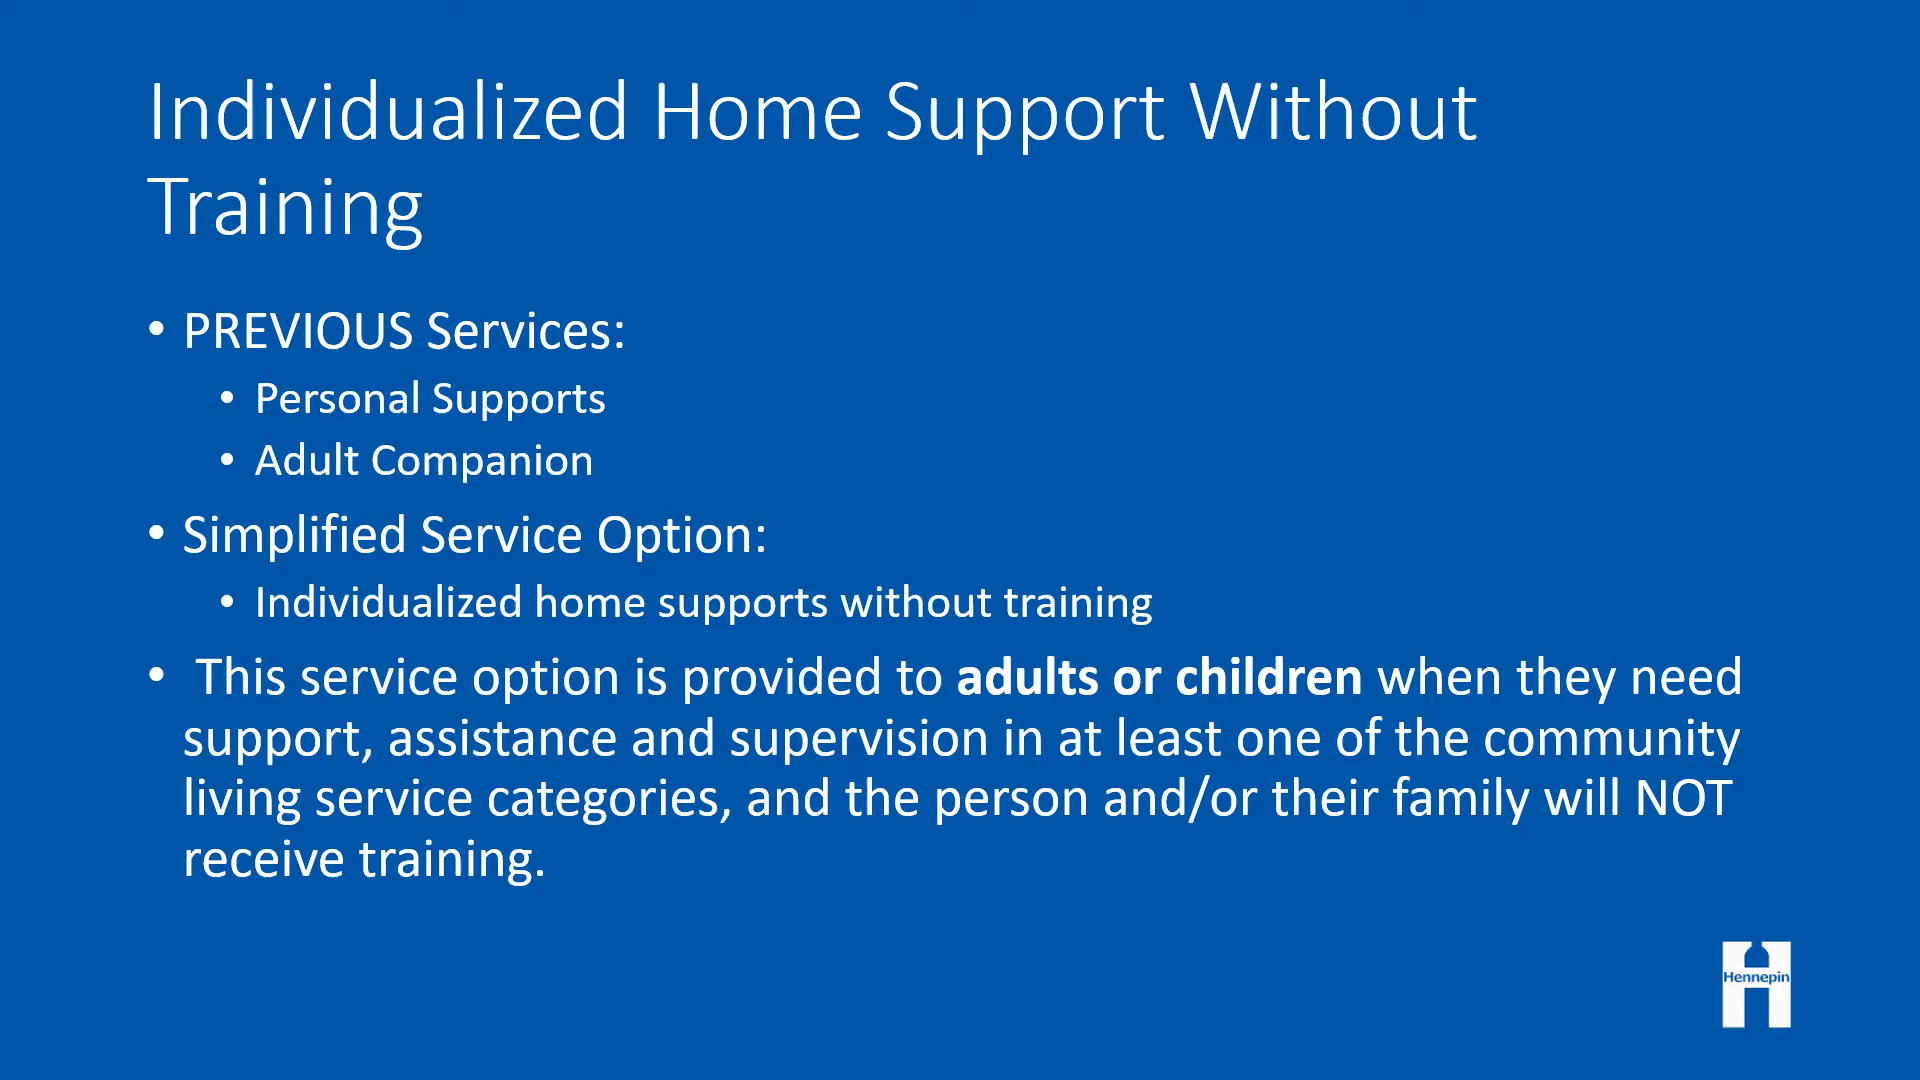 Individualized Home Support Without
Training
• PREVIOUS Services:
• Personal Supports
• Adult Companion
• Simplified Service Option:
• Individualized home supports without training
• This service option is provided to adults or children when they need
support, assistance and supervision in at least one of the community
living service categories, and the person and/or their family will NOT
receive training.
Hennepin